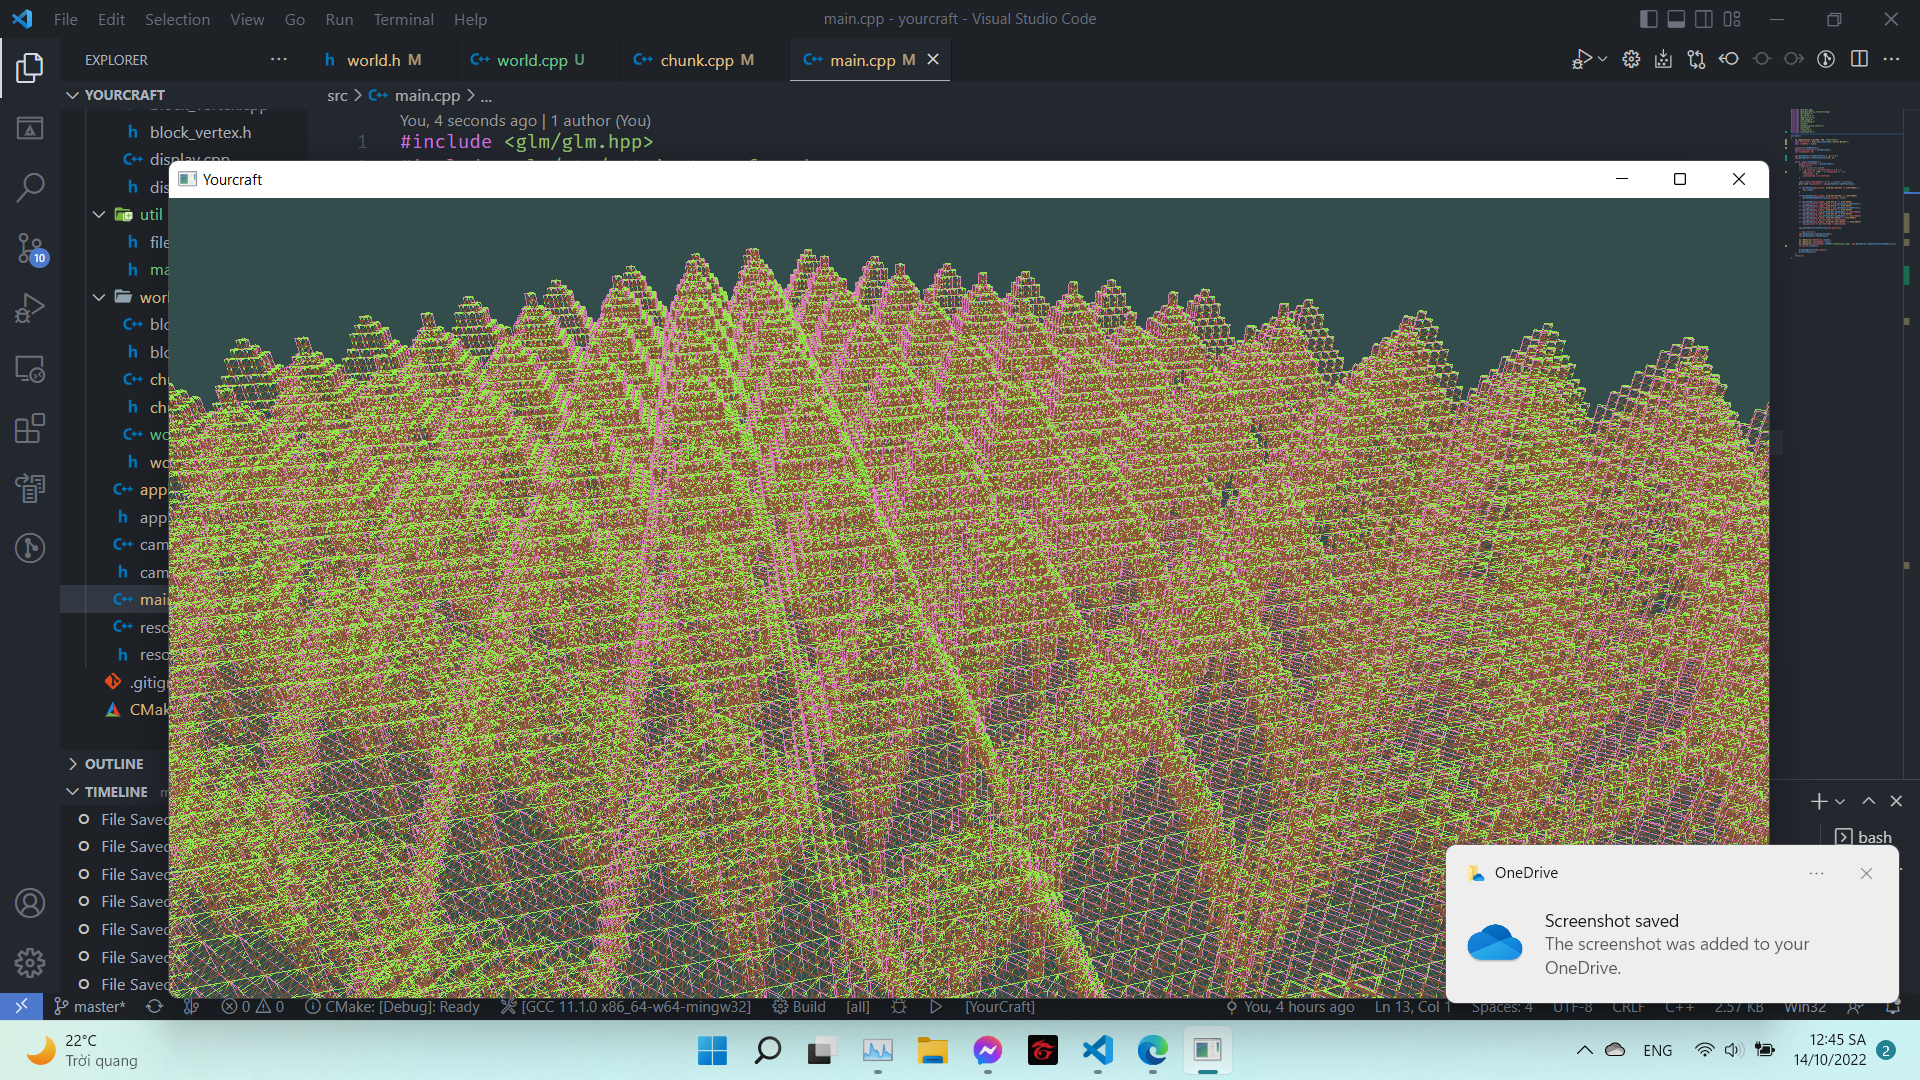 File Edit Selection View Go Run Terminal Help
main.cpp - yourcraft - Visual Studio Code
EXPLORER
world.h M
world.cpp U
chunk.cpp M
main.cpp M
YOURCRAFT
src > main.cpp > ...
You, 4 seconds ago | 1 author (You)
1 #include <glm/glm.hpp>
block_vertex.h
display.cpp
dis
util
file
ma
worl
blo
blo
ch
ch
wo
wo
app
app
cam
cam
main
reso
reso
.gitign
CMak
OUTLINE
TIMELINE m
File Saved
File Saved
File Saved
File Saved
File Saved
File Saved
File Saved
Yourcraft
bash
OneDrive
Screenshot saved
The screenshot was added to your
OneDrive.
10
master* 0 0 CMake: [Debug]: Ready [GCC 11.1.0 x86_64-w64-mingw32] Build [all] [YourCraft] You, 4 hours ago Ln 13, Col 1 Spaces: 4 UTF-8 CRLF C++ 2.57 KB Win32
22°C
Trời quang
ENG
12:45 SA
14/10/2022
2